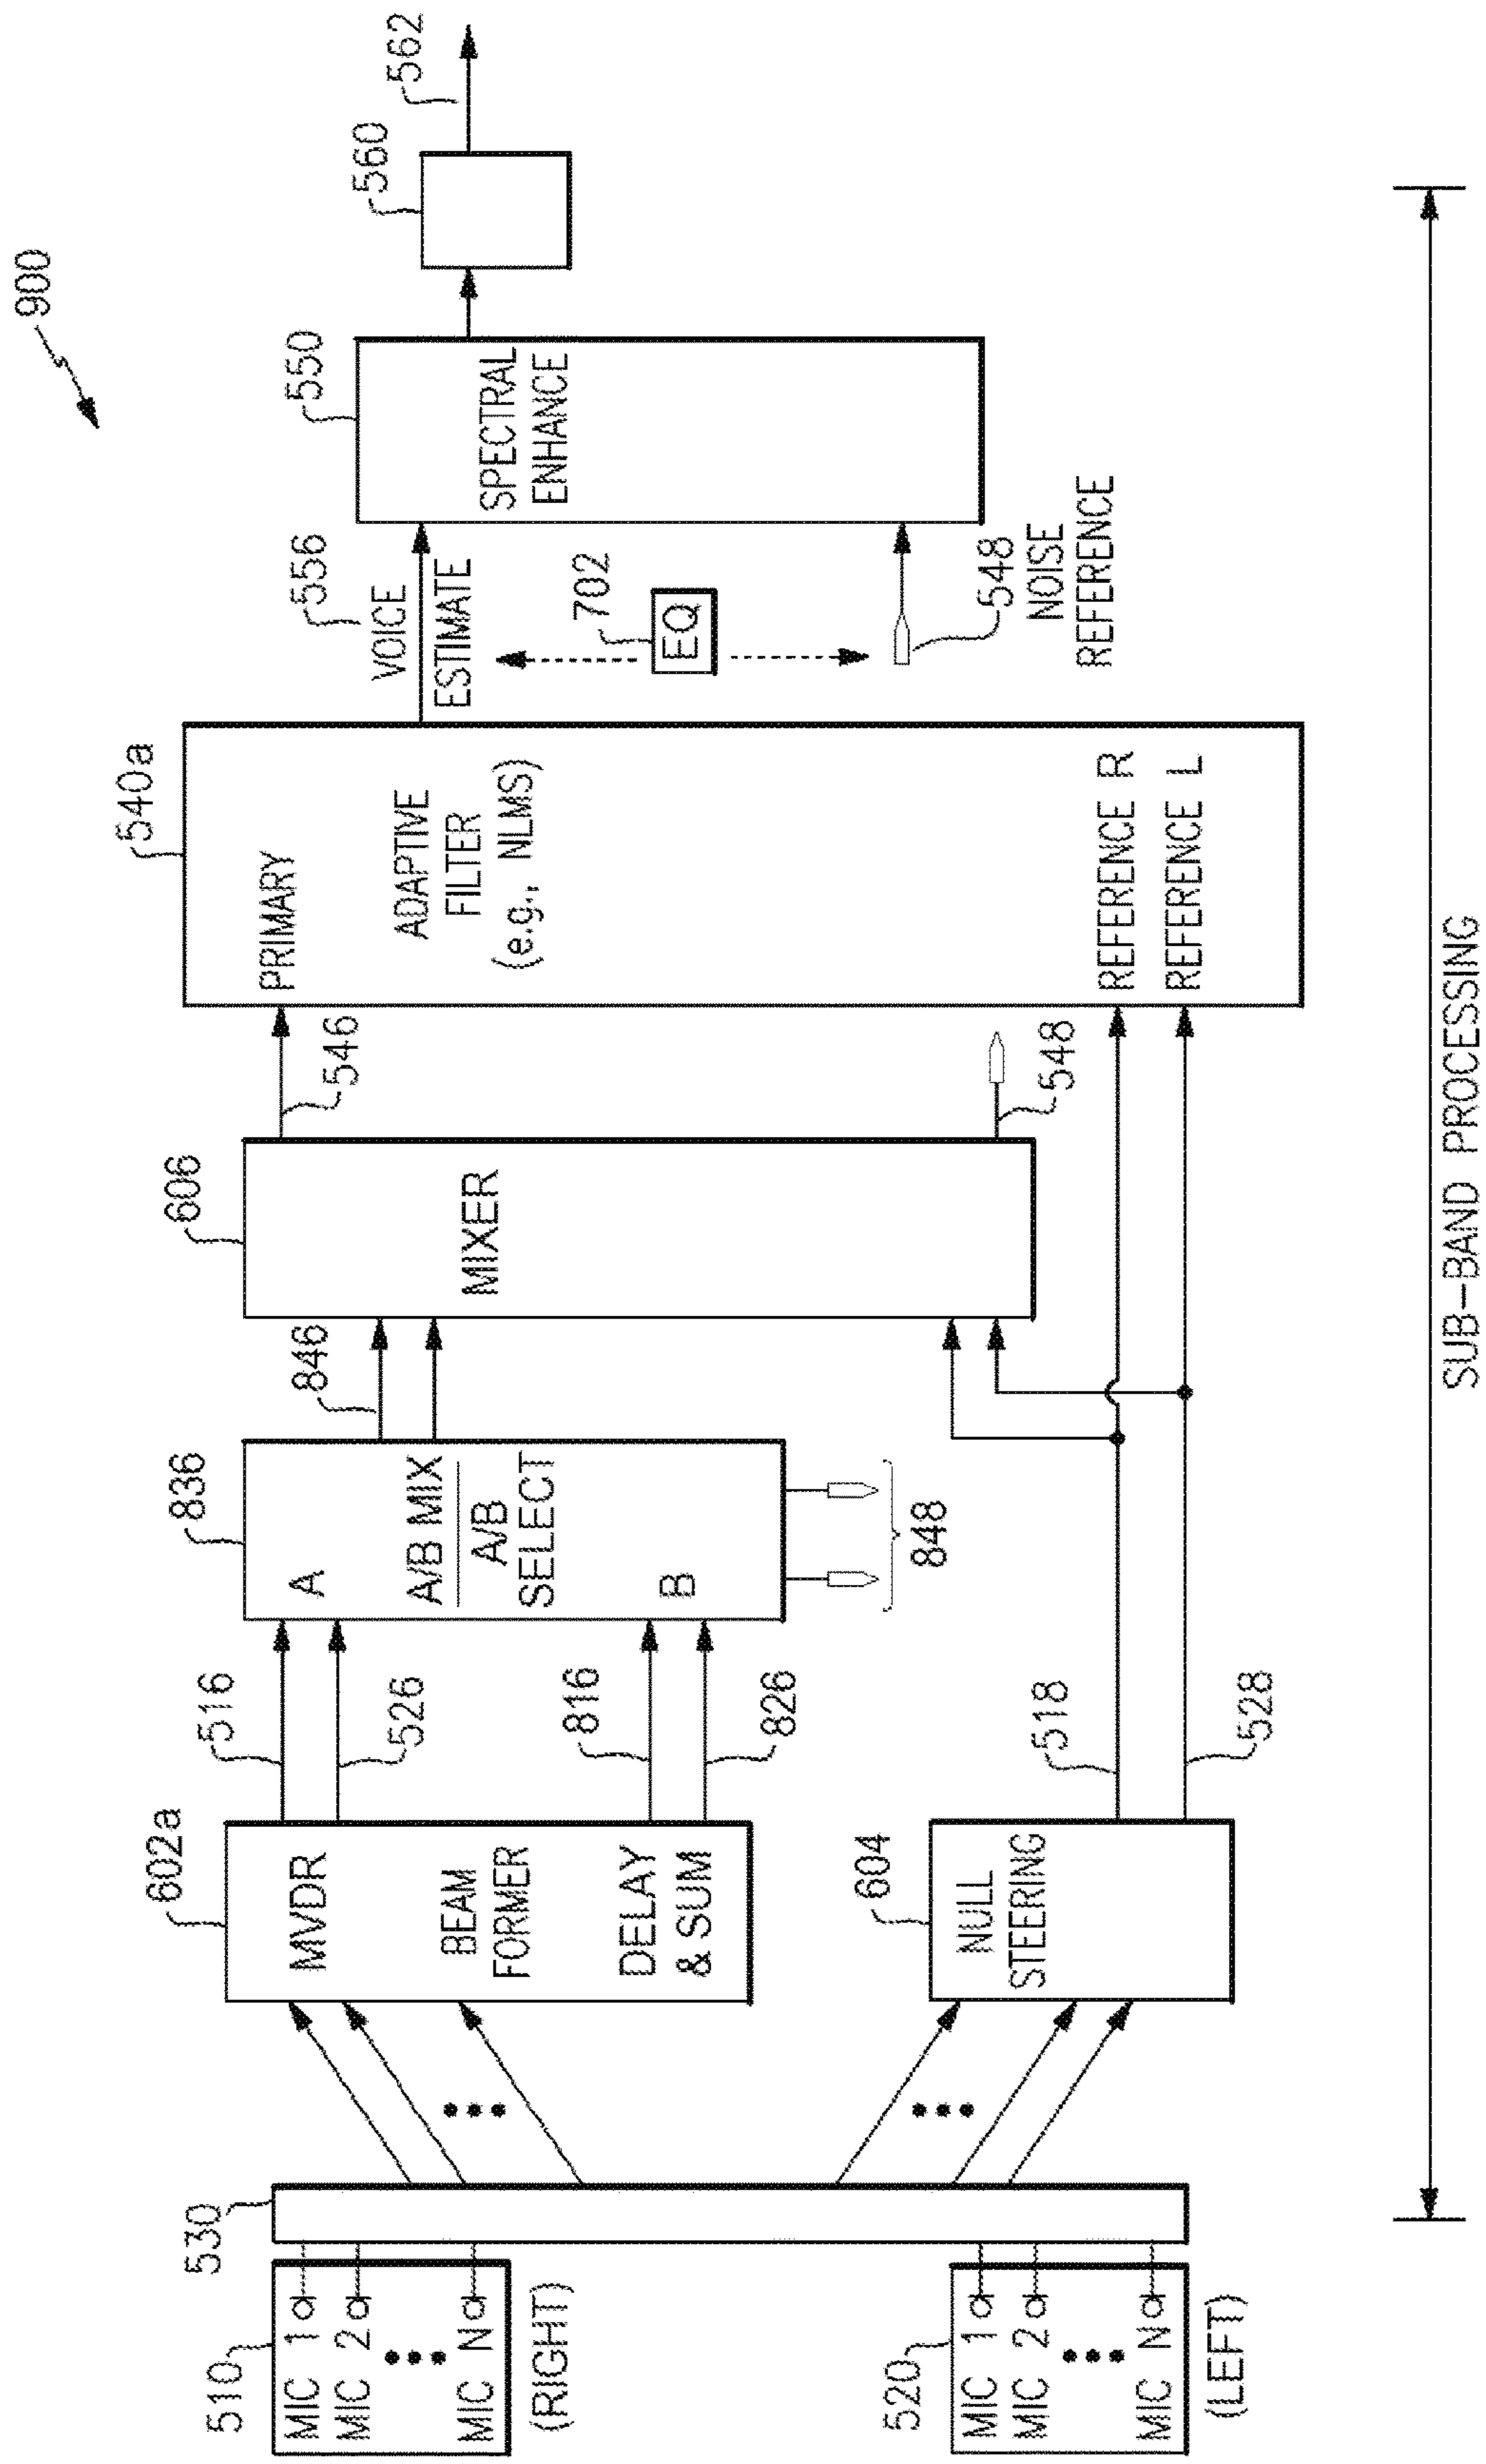 900
510
MIC 1
MIC 2
MIC N
(RIGHT)
520
MIC 1
MIC 2
MIC N
(LEFT)
530
602a
MVDR
BEAM
FORMER
DELAY
& SUM
604
NULL
STEERING
516
526
816
826
518
528
836
A
A/B MIX
A/B
SELECT
B
848
846
606
MIXER
546
548
540a
PRIMARY
ADAPTIVE
FILTER
(e.g., NLMS)
REFERENCE R
REFERENCE L
556
VOICE
ESTIMATE
702
EQ
548
NOISE
REFERENCE
550
SPECTRAL
ENHANCE
560
562
SUB-BAND PROCESSING